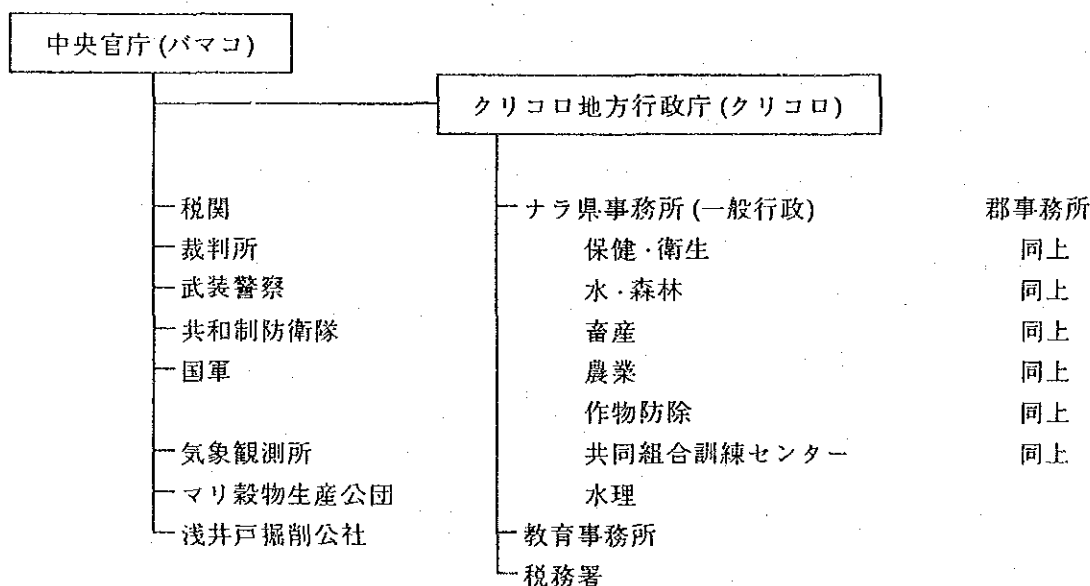 中央官庁(バマコ)
クリコロ地方行政庁(クリコロ)
税関 ナラ県事務所(一般行政) 郡事務所
裁判所 保健・衛生 同上
武装警察 水・森林 同上
共和制防衛隊 畜産 同上
国軍 農業 同上
作物防除 同上
気象観測所 共同組合訓練センター 同上
マリ穀物生産公団 水理
浅井戸掘削公社 教育事務所
税務署